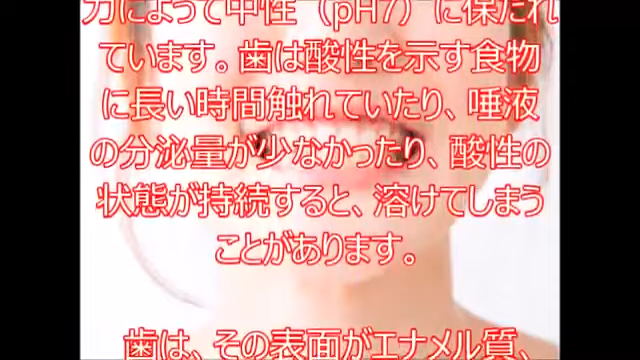 力によって中性（pH7）に保たれ
ています。歯は酸性を示す食物
に長い時間触れていたり、唾液
の分泌量が少なかったり、酸性の
状態が持続すると、溶けてしまう
ことがあります。
歯は、その表面がエナメル質、